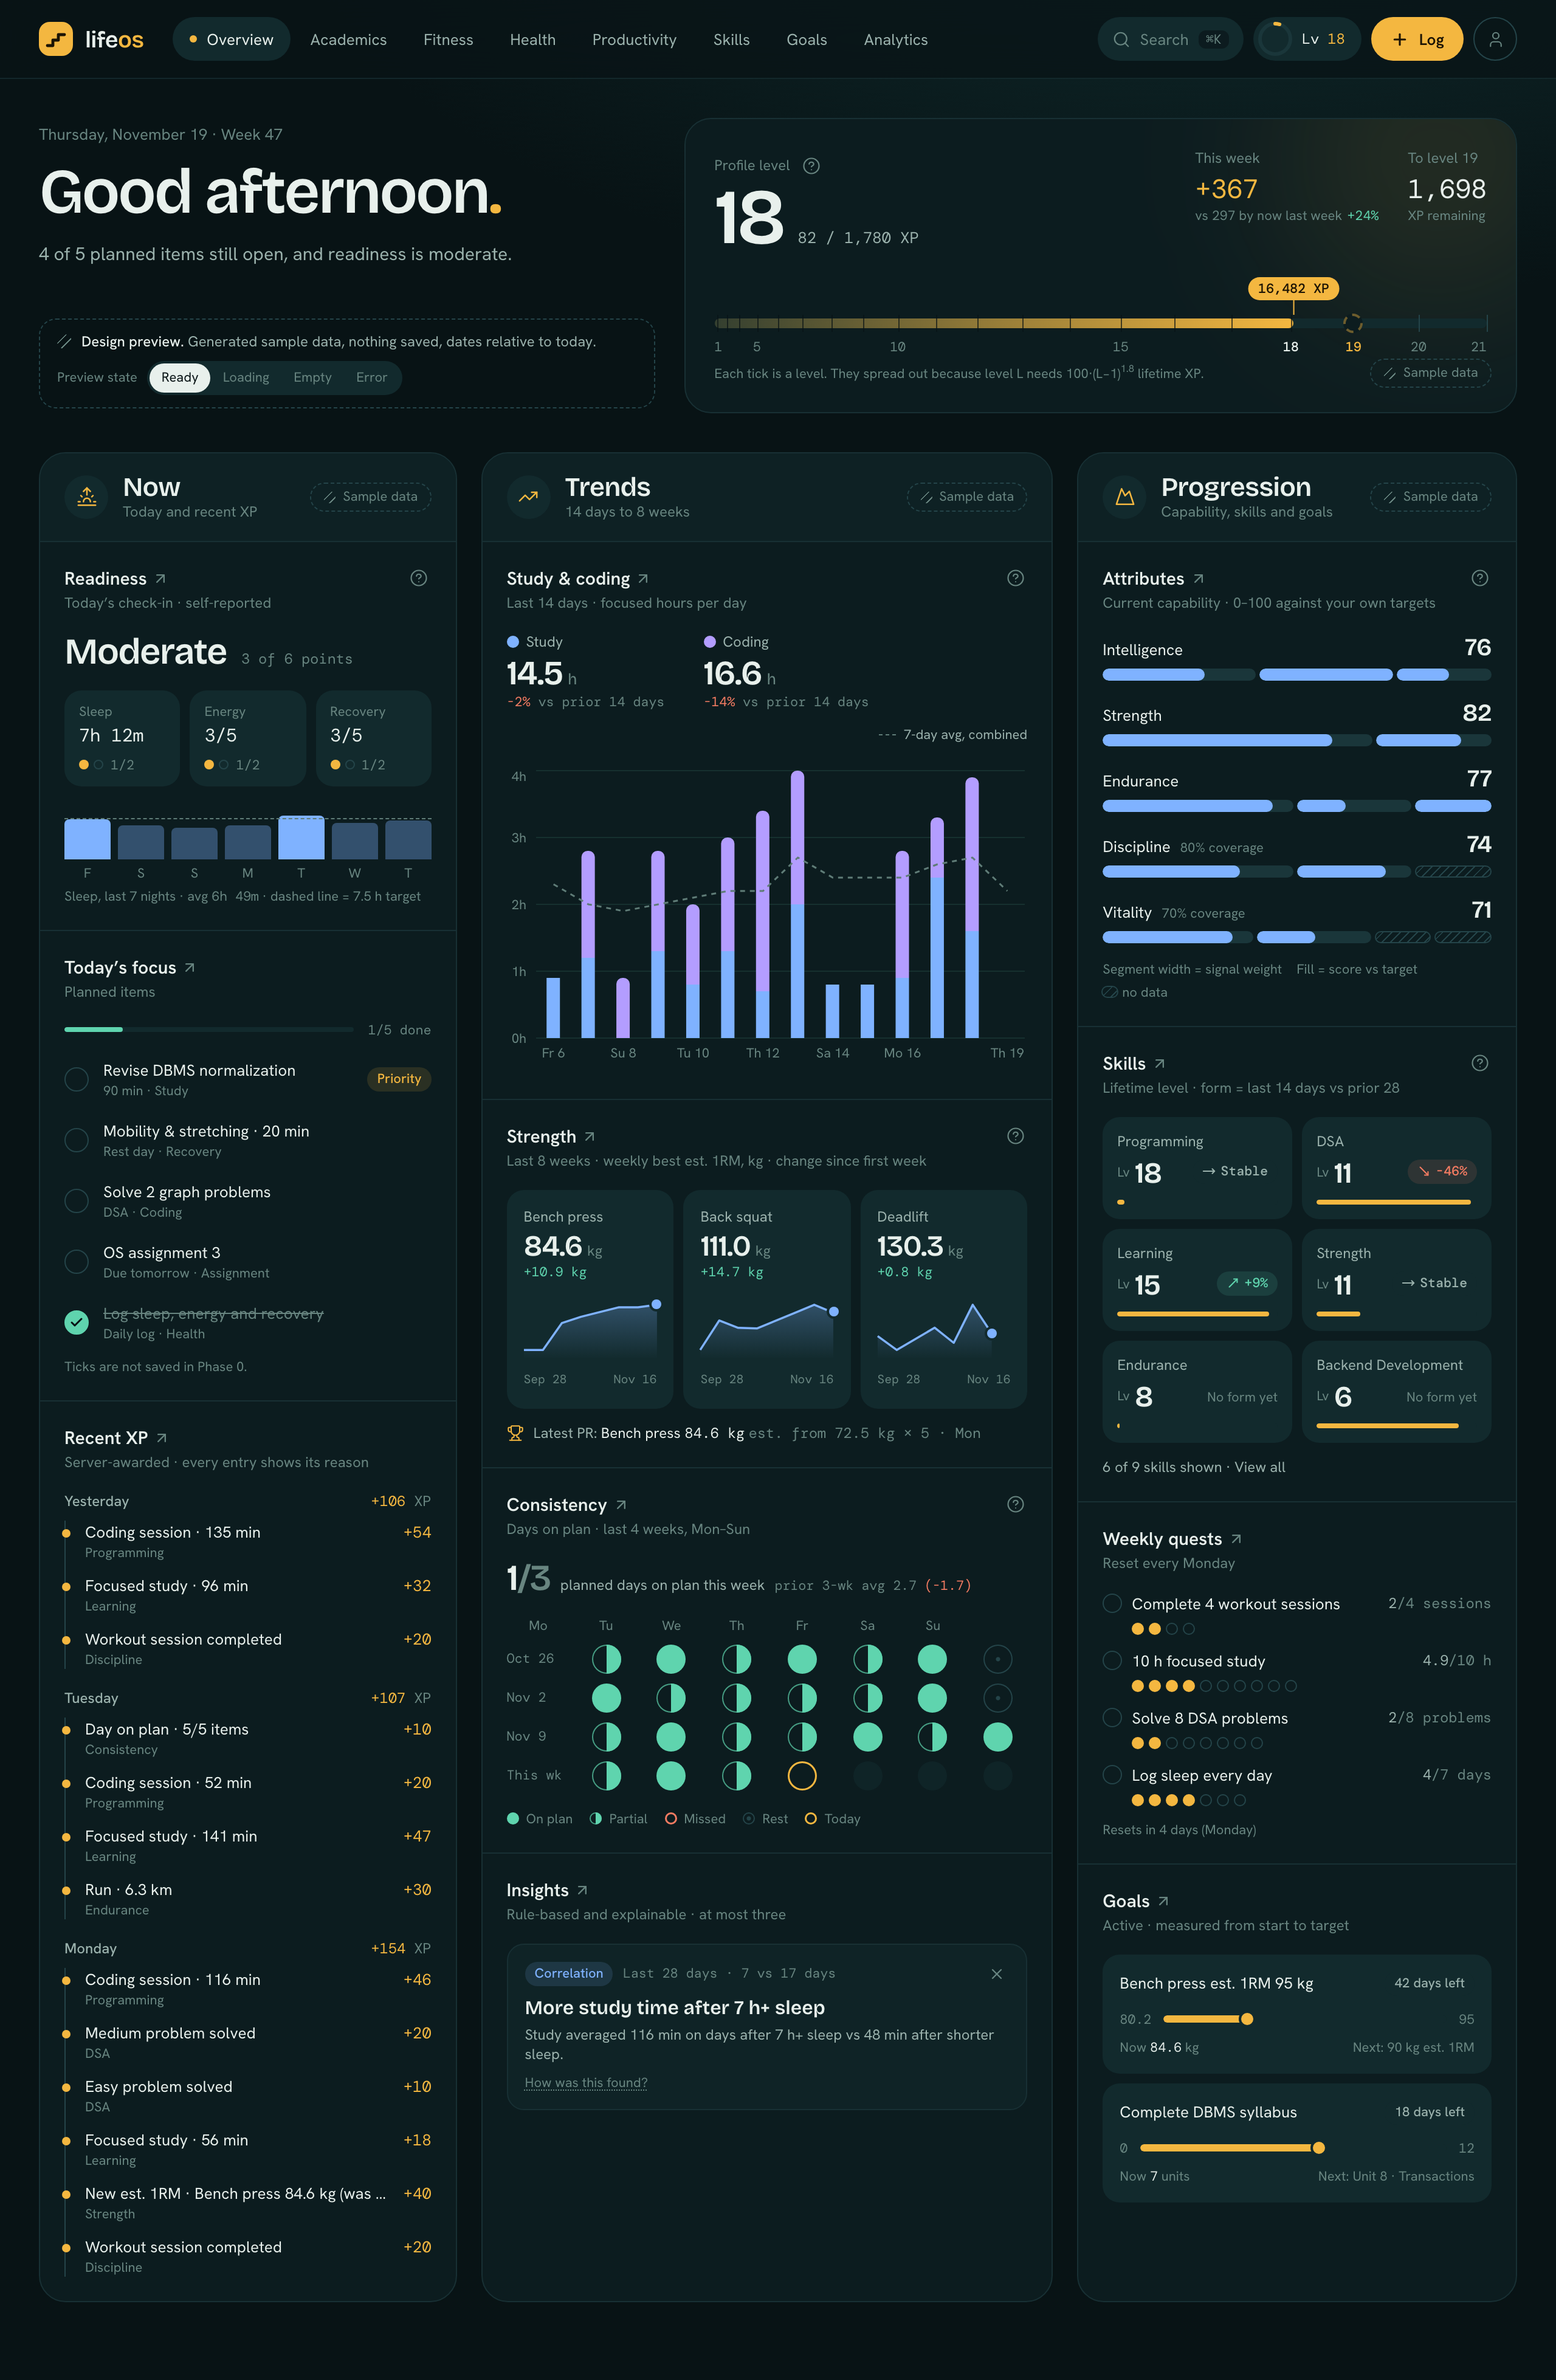 lifeos
Overview
Academics
Fitness
Health
Productivity
Skills
Goals
Analytics
Search ⌘K
Lv 18
+ Log
Thursday, November 19 · Week 47
Good afternoon.
4 of 5 planned items still open, and readiness is moderate.
Design preview. Generated sample data, nothing saved, dates relative to today.
Preview state Ready Loading Empty Error
Profile level
18 82 / 1,780 XP
This week
+367
vs 297 by now last week +24%
To level 19
1,698
XP remaining
16,482 XP
1 5 10 15 18 19 20 21
Each tick is a level. They spread out because level L needs 100·(L–1)^1.8 lifetime XP.
Sample data
Now
Today and recent XP
Sample data
Readiness
Today’s check-in · self-reported
Moderate 3 of 6 points
Sleep
7h 12m
1/2
Energy
3/5
1/2
Recovery
3/5
1/2
F S S M T W T
Sleep, last 7 nights · avg 6h 49m · dashed line = 7.5 h target
Today’s focus
Planned items
1/5 done
Revise DBMS normalization
90 min · Study
Priority
Mobility & stretching · 20 min
Rest day · Recovery
Solve 2 graph problems
DSA · Coding
OS assignment 3
Due tomorrow · Assignment
Log sleep, energy and recovery
Daily log · Health
Ticks are not saved in Phase 0.
Recent XP
Server-awarded · every entry shows its reason
Yesterday +106 XP
Coding session · 135 min +54
Programming
Focused study · 96 min +32
Learning
Workout session completed +20
Discipline
Tuesday +107 XP
Day on plan · 5/5 items +10
Consistency
Coding session · 52 min +20
Programming
Focused study · 141 min +47
Learning
Run · 6.3 km +30
Endurance
Monday +154 XP
Coding session · 116 min +46
Programming
Medium problem solved +20
DSA
Easy problem solved +10
DSA
Focused study · 56 min +18
Learning
New est. 1RM · Bench press 84.6 kg (was ... +40
Strength
Workout session completed +20
Discipline
Trends
14 days to 8 weeks
Sample data
Study & coding
Last 14 days · focused hours per day
Study
14.5 h
-2% vs prior 14 days
Coding
16.6 h
-14% vs prior 14 days
7-day avg, combined
4h
3h
2h
1h
0h
Fr 6 Su 8 Tu 10 Th 12 Sa 14 Mo 16 Th 19
Strength
Last 8 weeks · weekly best est. 1RM, kg · change since first week
Bench press
84.6 kg
+10.9 kg
Sep 28 Nov 16
Back squat
111.0 kg
+14.7 kg
Sep 28 Nov 16
Deadlift
130.3 kg
+0.8 kg
Sep 28 Nov 16
Latest PR: Bench press 84.6 kg est. from 72.5 kg × 5 · Mon
Consistency
Days on plan · last 4 weeks, Mon–Sun
1/3 planned days on plan this week prior 3-wk avg 2.7 (-1.7)
Mo Tu We Th Fr Sa Su
Oct 26
Nov 2
Nov 9
This wk
On plan Partial Missed Rest Today
Insights
Rule-based and explainable · at most three
Correlation Last 28 days · 7 vs 17 days
More study time after 7 h+ sleep
Study averaged 116 min on days after 7 h+ sleep vs 48 min after shorter
sleep.
How was this found?
Progression
Capability, skills and goals
Sample data
Attributes
Current capability · 0–100 against your own targets
Intelligence 76
Strength 82
Endurance 77
Discipline 80% coverage 74
Vitality 70% coverage 71
Segment width = signal weight Fill = score vs target
no data
Skills
Lifetime level · form = last 14 days vs prior 28
Programming
Lv 18 → Stable
DSA
Lv 11 ↘ -46%
Learning
Lv 15 ↗ +9%
Strength
Lv 11 → Stable
Endurance
Lv 8 No form yet
Backend Development
Lv 6 No form yet
6 of 9 skills shown · View all
Weekly quests
Reset every Monday
Complete 4 workout sessions 2/4 sessions
10 h focused study 4.9/10 h
Solve 8 DSA problems 2/8 problems
Log sleep every day 4/7 days
Resets in 4 days (Monday)
Goals
Active · measured from start to target
Bench press est. 1RM 95 kg 42 days left
80.2 95
Now 84.6 kg Next: 90 kg est. 1RM
Complete DBMS syllabus 18 days left
0 12
Now 7 units Next: Unit 8 · Transactions